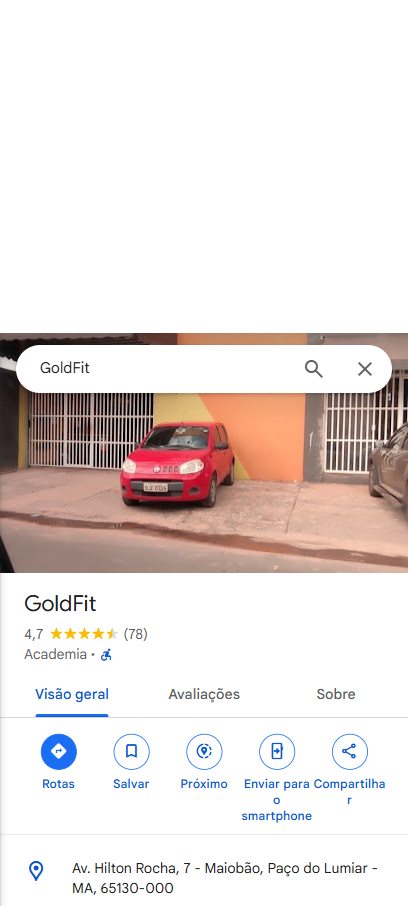 GoldFit
GoldFit
4,7 (78)
Academia ·
Visão geral Avaliações Sobre
Rotas Salvar Próximo Enviar para o smartphone Compartilhar
Av. Hilton Rocha, 7 - Maiobão, Paço do Lumiar -
MA, 65130-000